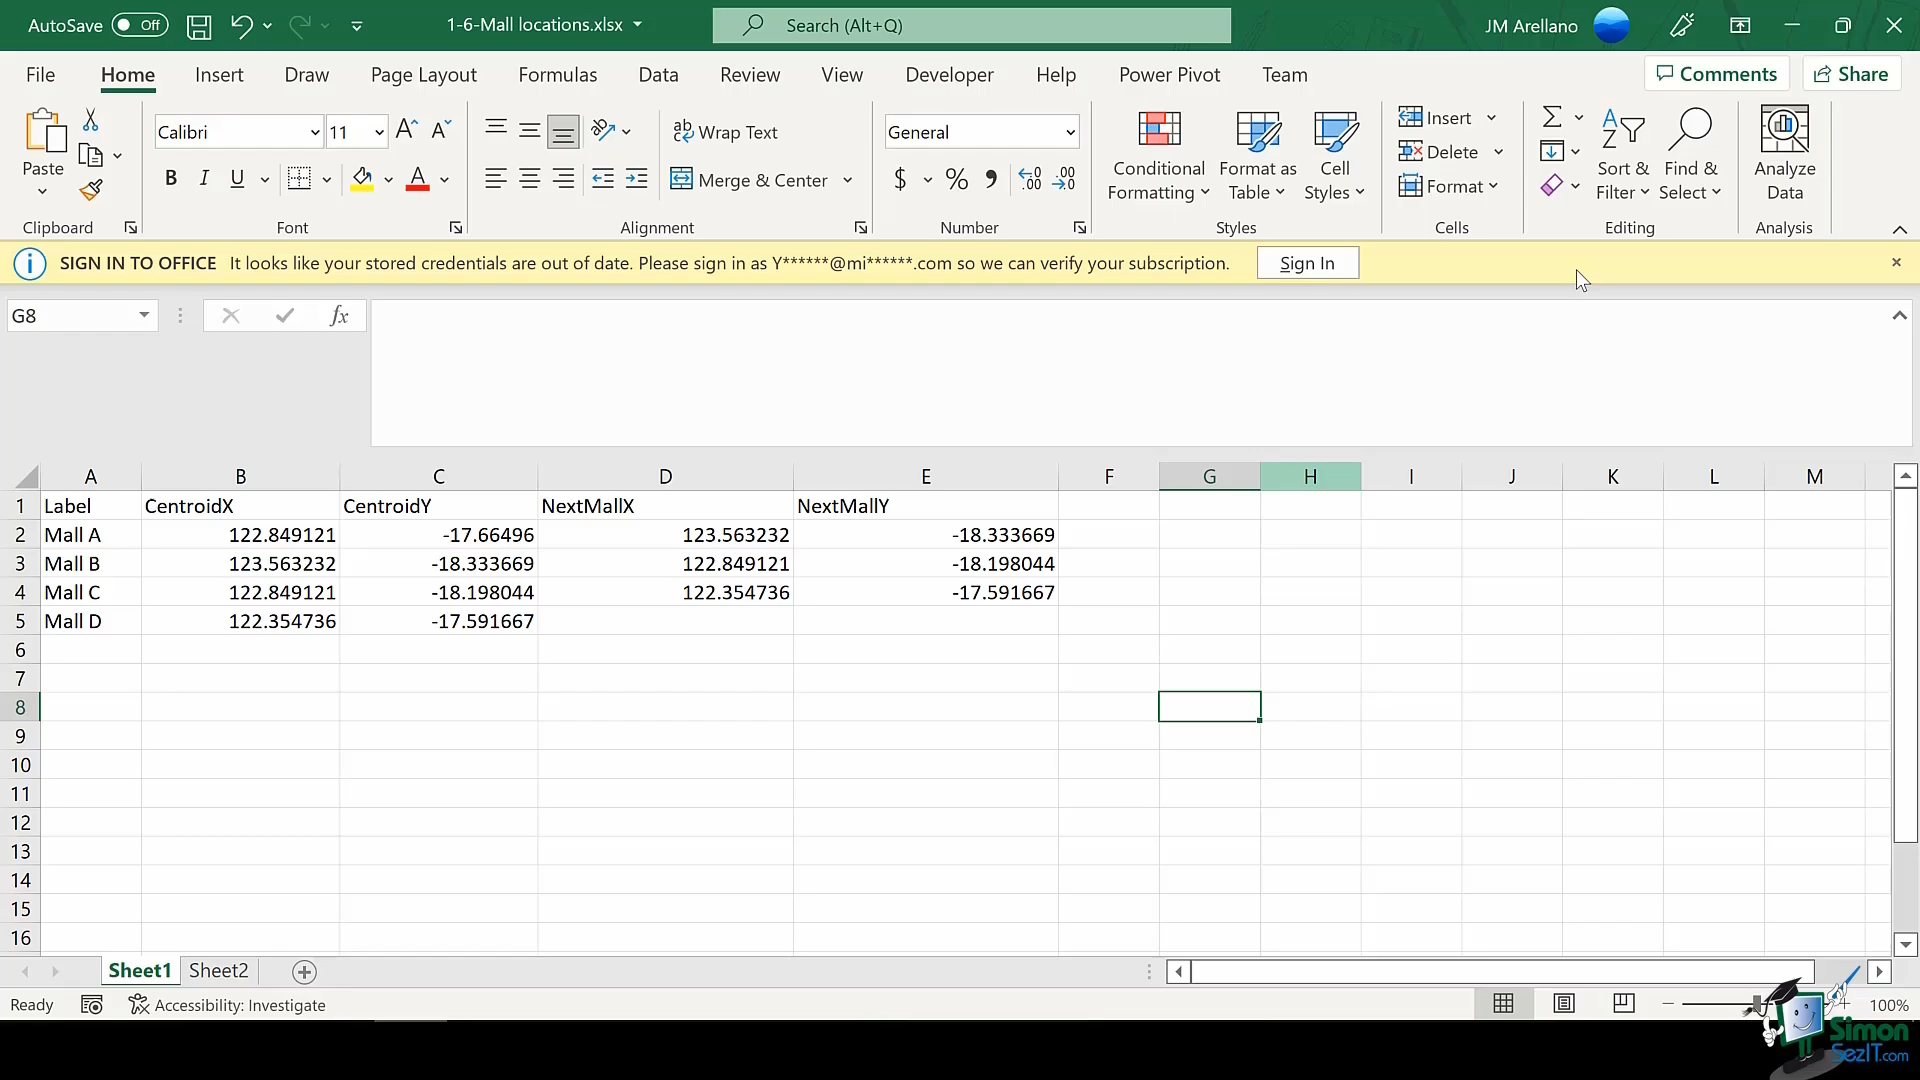 AutoSave Off 1-6-Mall locations.xlsx Search (Alt+Q) JM Arellano
File Home Insert Draw Page Layout Formulas Data Review View Developer Help Power Pivot Team Comments Share
Paste
Clipboard
Calibri 11
B I U A
Font
ab Wrap Text
Merge & Center
Alignment
General
$ % 9 .00 .00
Number
Conditional Formatting
Format as Table
Cell Styles
Styles
Insert
Delete
Format
Cells
Sort & Filter
Find & Select
Editing
Analyze Data
Analysis
SIGN IN TO OFFICE It looks like your stored credentials are out of date. Please sign in as Y******@mi******.com so we can verify your subscription. Sign In
G8 fx
A B C D E F G H I J K L M
1 Label CentroidX CentroidY NextMallX NextMallY
2 Mall A 122.849121 -17.66496 123.563232 -18.333669
3 Mall B 123.563232 -18.333669 122.849121 -18.198044
4 Mall C 122.849121 -18.198044 122.354736 -17.591667
5 Mall D 122.354736 -17.591667
6
7
8
9
10
11
12
13
14
15
16
Sheet1 Sheet2
Ready Accessibility: Investigate 100%
Simon
SezIT.com